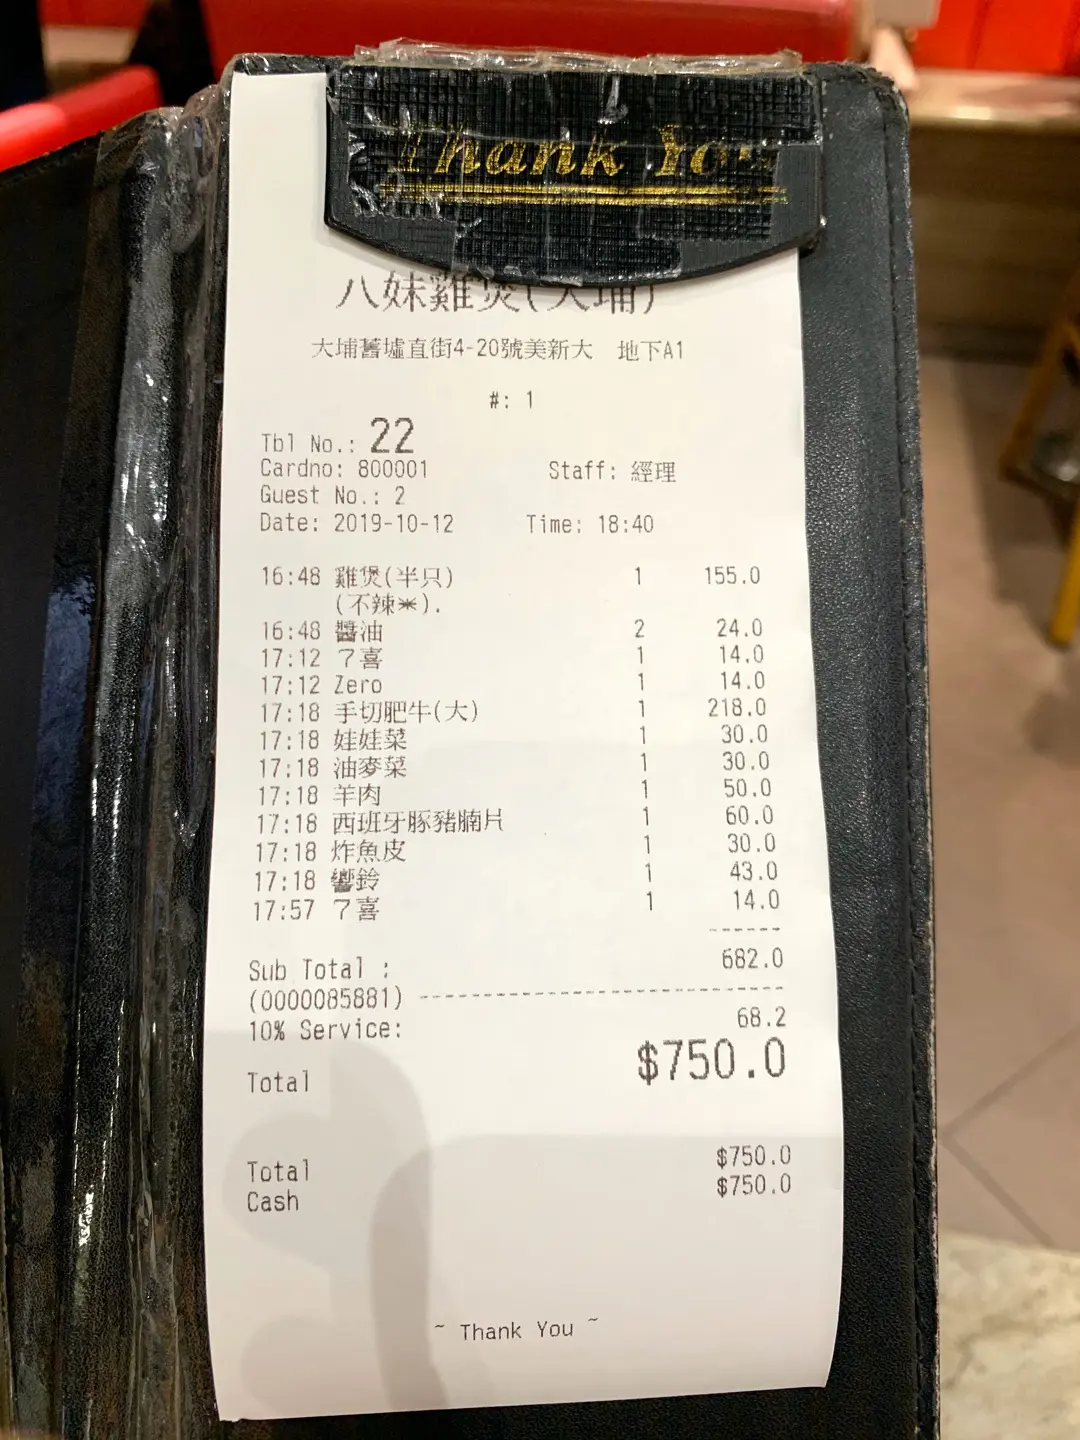 Thank You
八妹雞煲(大埔)
大埔舊墟直街4-20號美新大 地下A1
#: 1
Tbl No.: 22
Cardno: 800001 Staff: 經理
Guest No.: 2
Date: 2019-10-12 Time: 18:40
16:48 雞煲(半只) 1 155.0
(不辣米).
16:48 醬油 2 24.0
17:12 7喜 1 14.0
17:12 Zero 1 14.0
17:18 手切肥牛(大) 1 218.0
17:18 娃娃菜 1 30.0
17:18 油麥菜 1 30.0
17:18 羊肉 1 50.0
17:18 西班牙豚豬腩片 1 60.0
17:18 炸魚皮 1 30.0
17:18 響鈴 1 43.0
17:57 7喜 1 14.0
------
Sub Total : 682.0
(0000085881) --------------------------------
10% Service: 68.2
Total $750.0
Total $750.0
Cash $750.0
~ Thank You ~